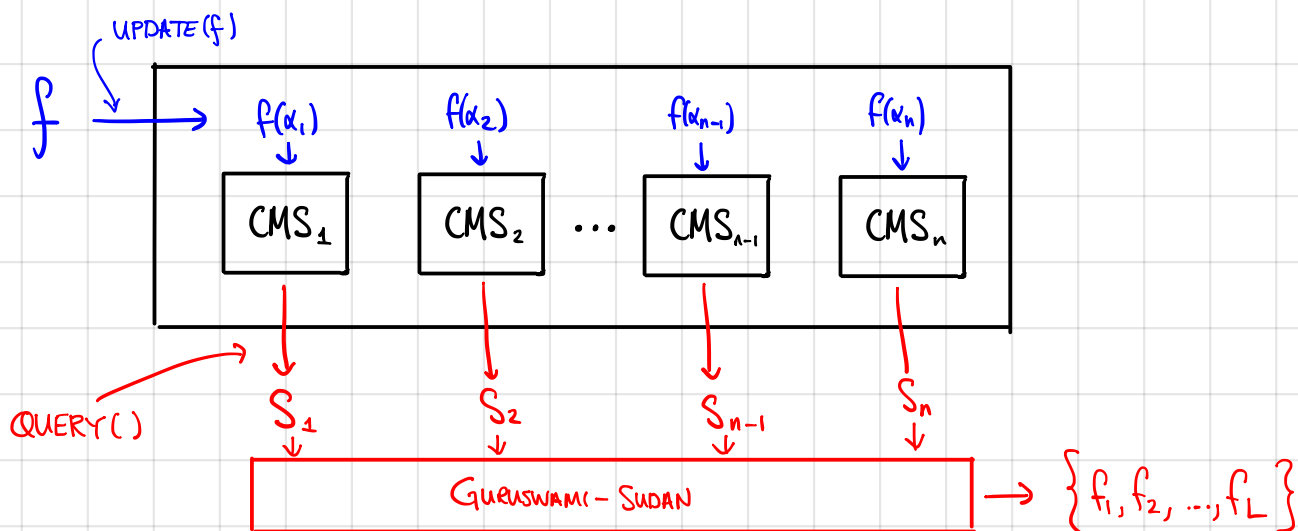 UPDATE(f)
f
f(α₁) f(α₂) f(αₙ₋₁) f(αₙ)
CMS₁ CMS₂ ... CMSₙ₋₁ CMSₙ
QUERY()
S₁ S₂ Sₙ₋₁ Sₙ
GURUSWAMI-SUDAN
{f₁, f₂, ..., f_L}